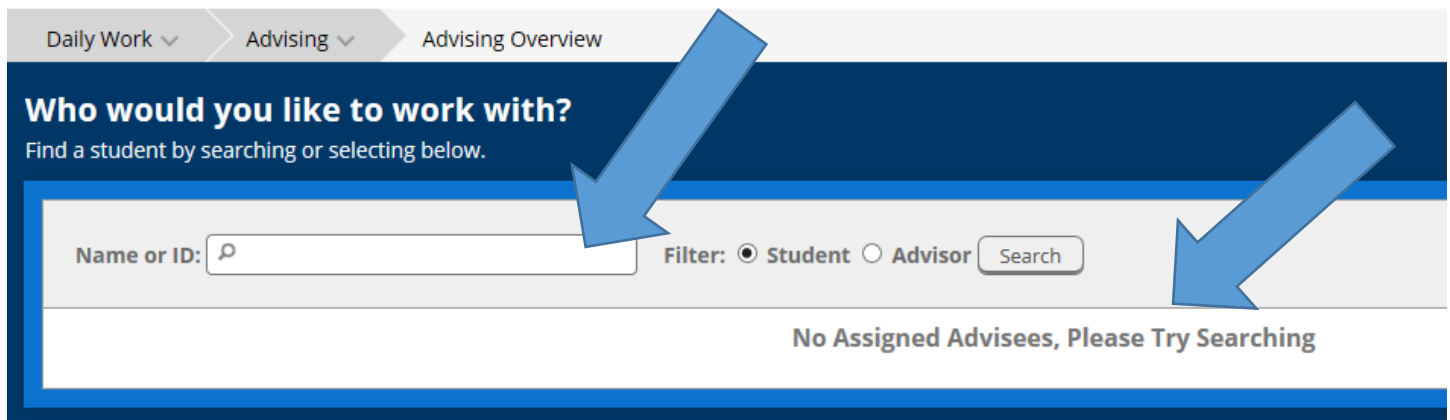 Daily Work Advising Advising Overview
Who would you like to work with?
Find a student by searching or selecting below.
Name or ID: Filter: Student Advisor Search
No Assigned Advisees, Please Try Searching